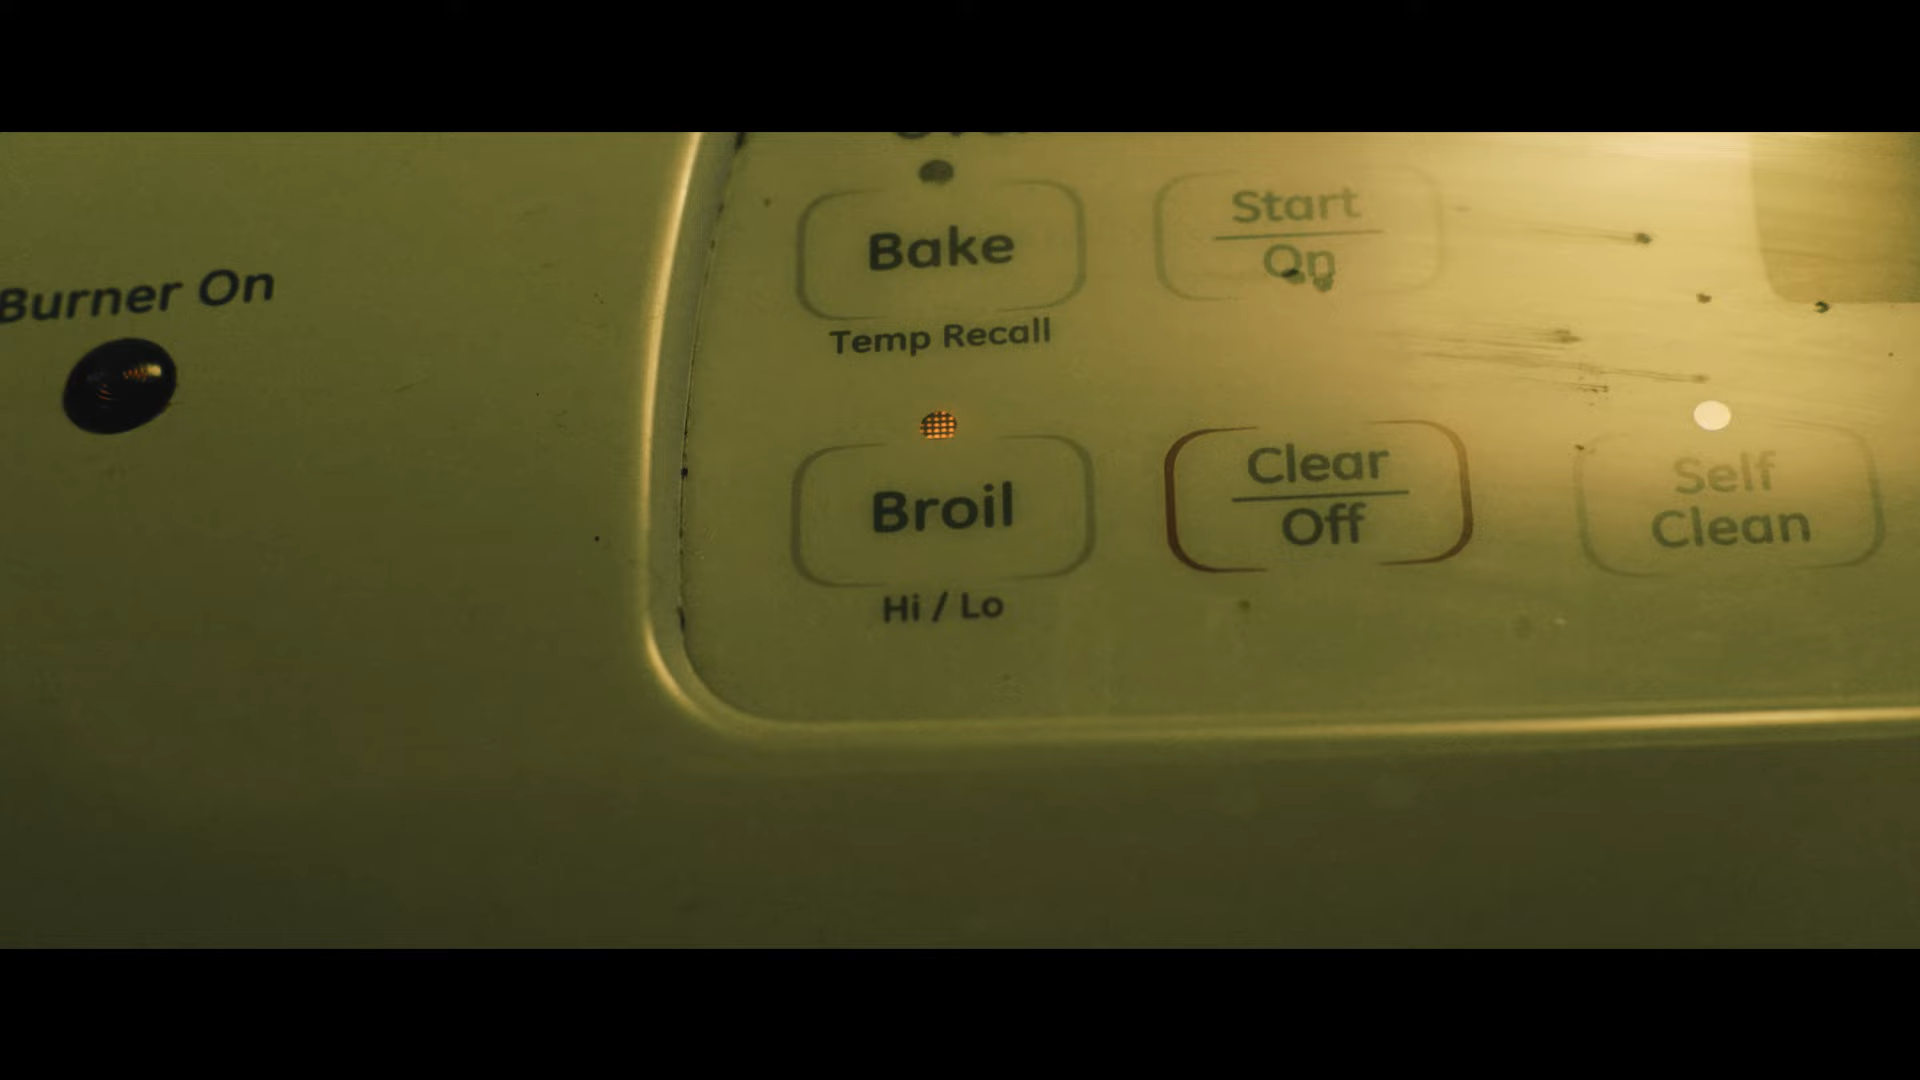 Burner On
Bake
Temp Recall
Start
On
Broil
Hi / Lo
Clear
Off
Self
Clean